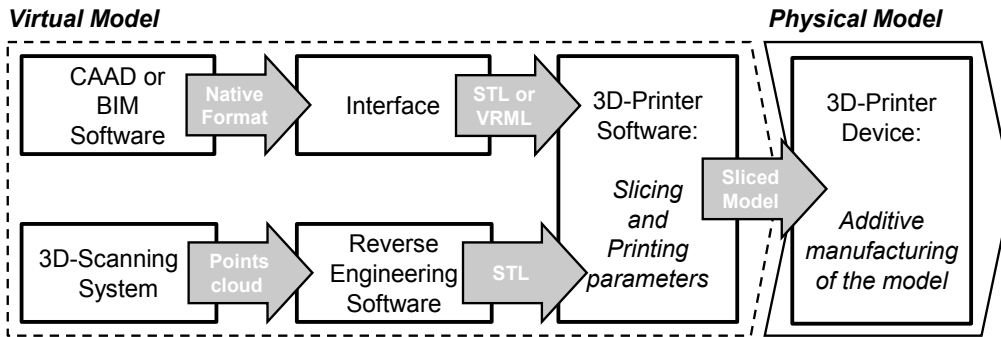 Virtual Model
Physical Model
CAAD or
BIM
Software
Native
Format
Interface
STL or
VRML
3D-Printer
Software:
Slicing
and
Printing
parameters
Sliced
Model
3D-Printer
Device:
Additive
manufacturing
of the model
3D-Scanning
System
Points
cloud
Reverse
Engineering
Software
STL